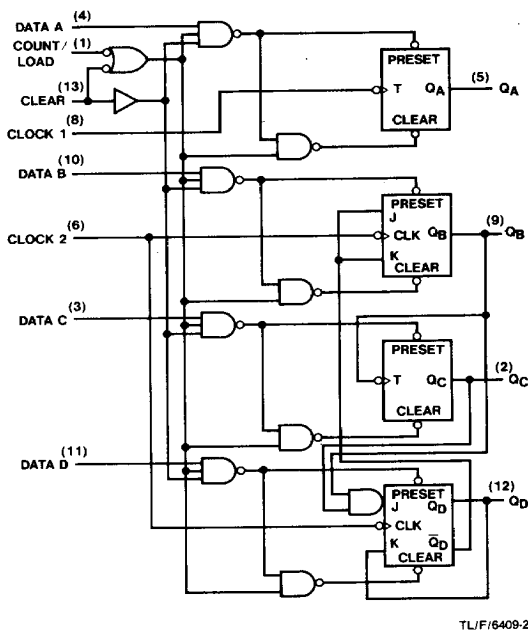 (4)
DATA A
COUNT/ (1)
LOAD
(13)
CLEAR
(8)
CLOCK 1
(10)
DATA B
(6)
CLOCK 2
(3)
DATA C
(11)
DATA D
PRESET
T QA (5) QA
CLEAR
PRESET
J
CLK QB (9) QB
K
CLEAR
PRESET
T QC (2) QC
CLEAR
PRESET
J QD (12) QD
CLK
K Q̅D
CLEAR
TL/F/6409-2